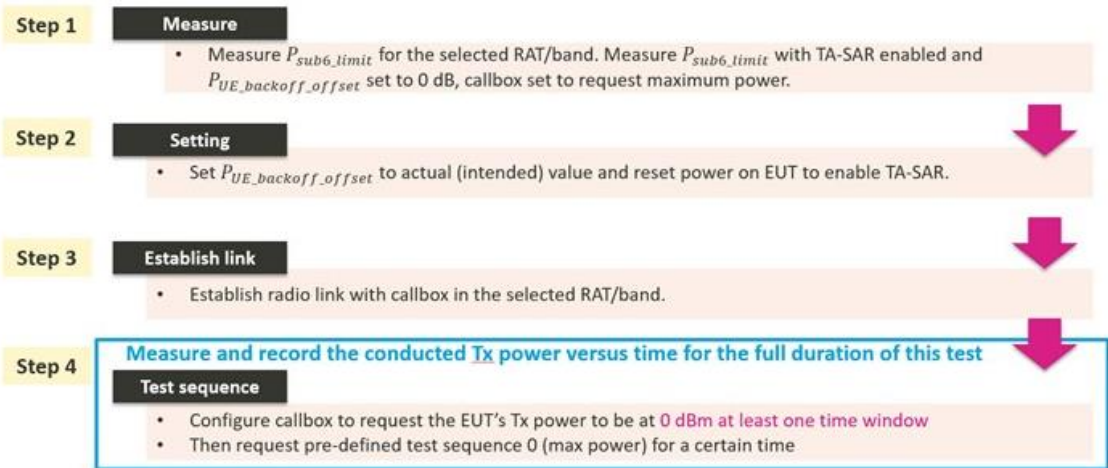 Step 1
Measure
• Measure P_sub6_limit for the selected RAT/band. Measure P_sub6_limit with TA-SAR enabled and
P_UE_backoff_offset set to 0 dB, callbox set to request maximum power.
Step 2
Setting
• Set P_UE_backoff_offset to actual (intended) value and reset power on EUT to enable TA-SAR.
Step 3
Establish link
• Establish radio link with callbox in the selected RAT/band.
Step 4
Measure and record the conducted Tx power versus time for the full duration of this test
Test sequence
• Configure callbox to request the EUT's Tx power to be at 0 dBm at least one time window
• Then request pre-defined test sequence 0 (max power) for a certain time